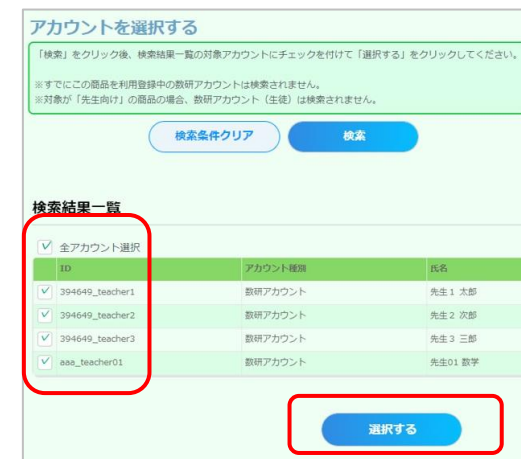 アカウントを選択する
「検索」をクリック後、検索結果一覧の対象アカウントにチェックを付けて「選択する」をクリックしてください。
※すでにこの商品を利用登録中の数研アカウントは検索されません。
※対象が「先生向け」の商品の場合、数研アカウント（生徒）は検索されません。
検索条件クリア 検索
検索結果一覧
全アカウント選択
ID アカウント種別 氏名
394649_teacher1 数研アカウント 先生1 太郎
394649_teacher2 数研アカウント 先生2 次郎
394649_teacher3 数研アカウント 先生3 三郎
aaa_teacher01 数研アカウント 先生01 数学
選択する